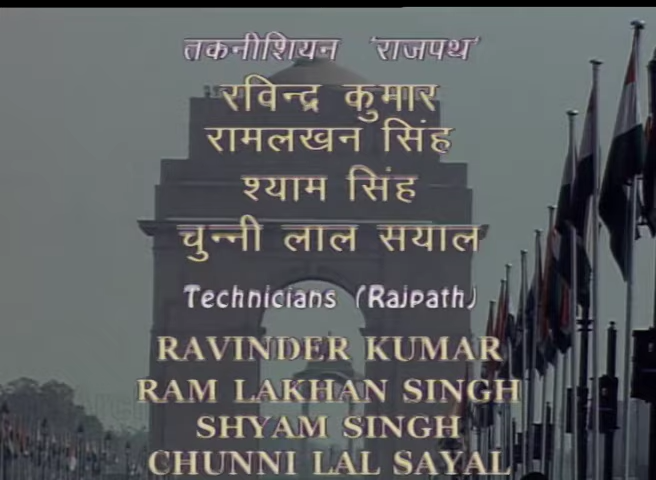 तकनीशियन 'राजपथ'
रविन्द्र कुमार
रामलखन सिंह
श्याम सिंह
चुन्नी लाल सयाल
Technicians (Rajpath)
RAVINDER KUMAR
RAM LAKHAN SINGH
SHYAM SINGH
CHUNNI LAL SAYAL